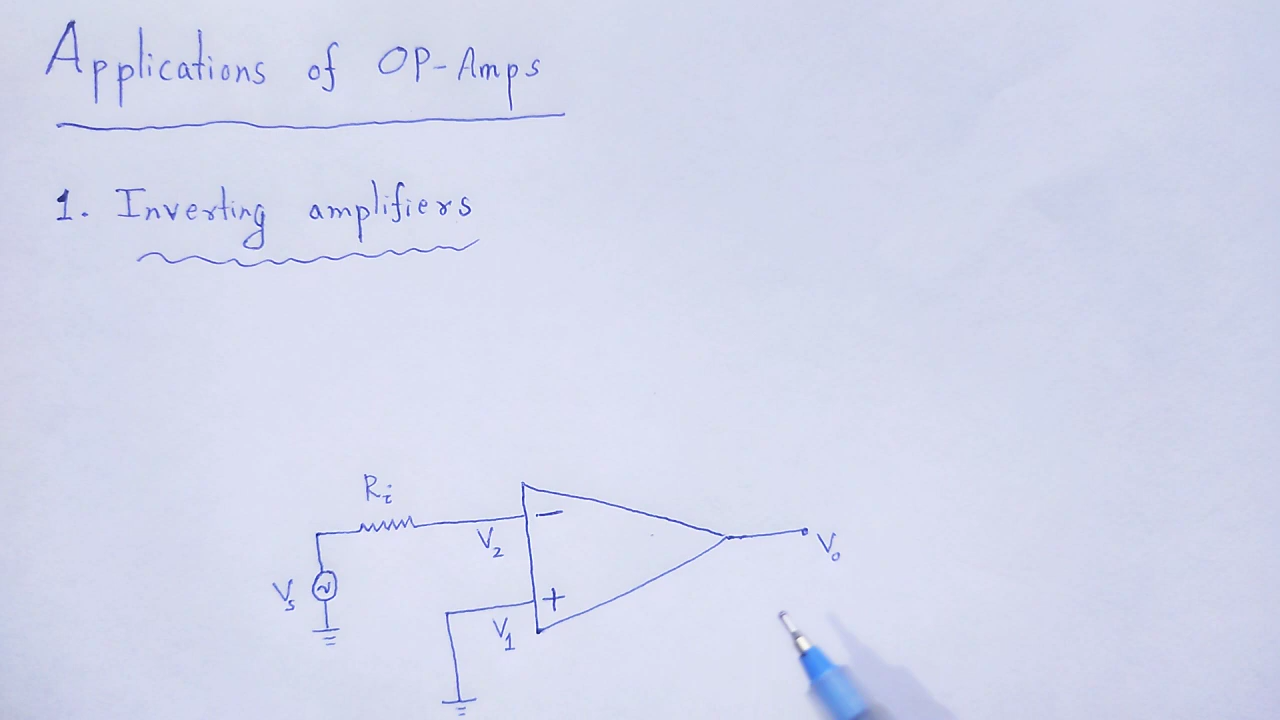 Applications of OP-Amps
1. Inverting amplifiers
Ri
−
V2
Vo
Vs
+
V1